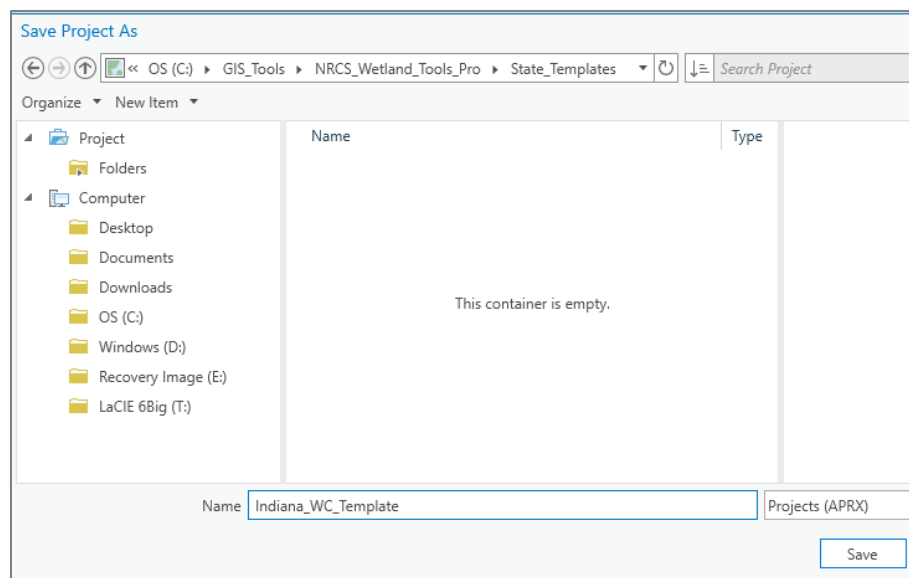 Save Project As
« OS (C:) ▸ GIS_Tools ▸ NRCS_Wetland_Tools_Pro ▸ State_Templates
Search Project
Organize New Item
Project
Folders
Computer
Desktop
Documents
Downloads
OS (C:)
Windows (D:)
Recovery Image (E:)
LaCIE 6Big (T:)
Name Type
This container is empty.
Name Indiana_WC_Template Projects (APRX)
Save